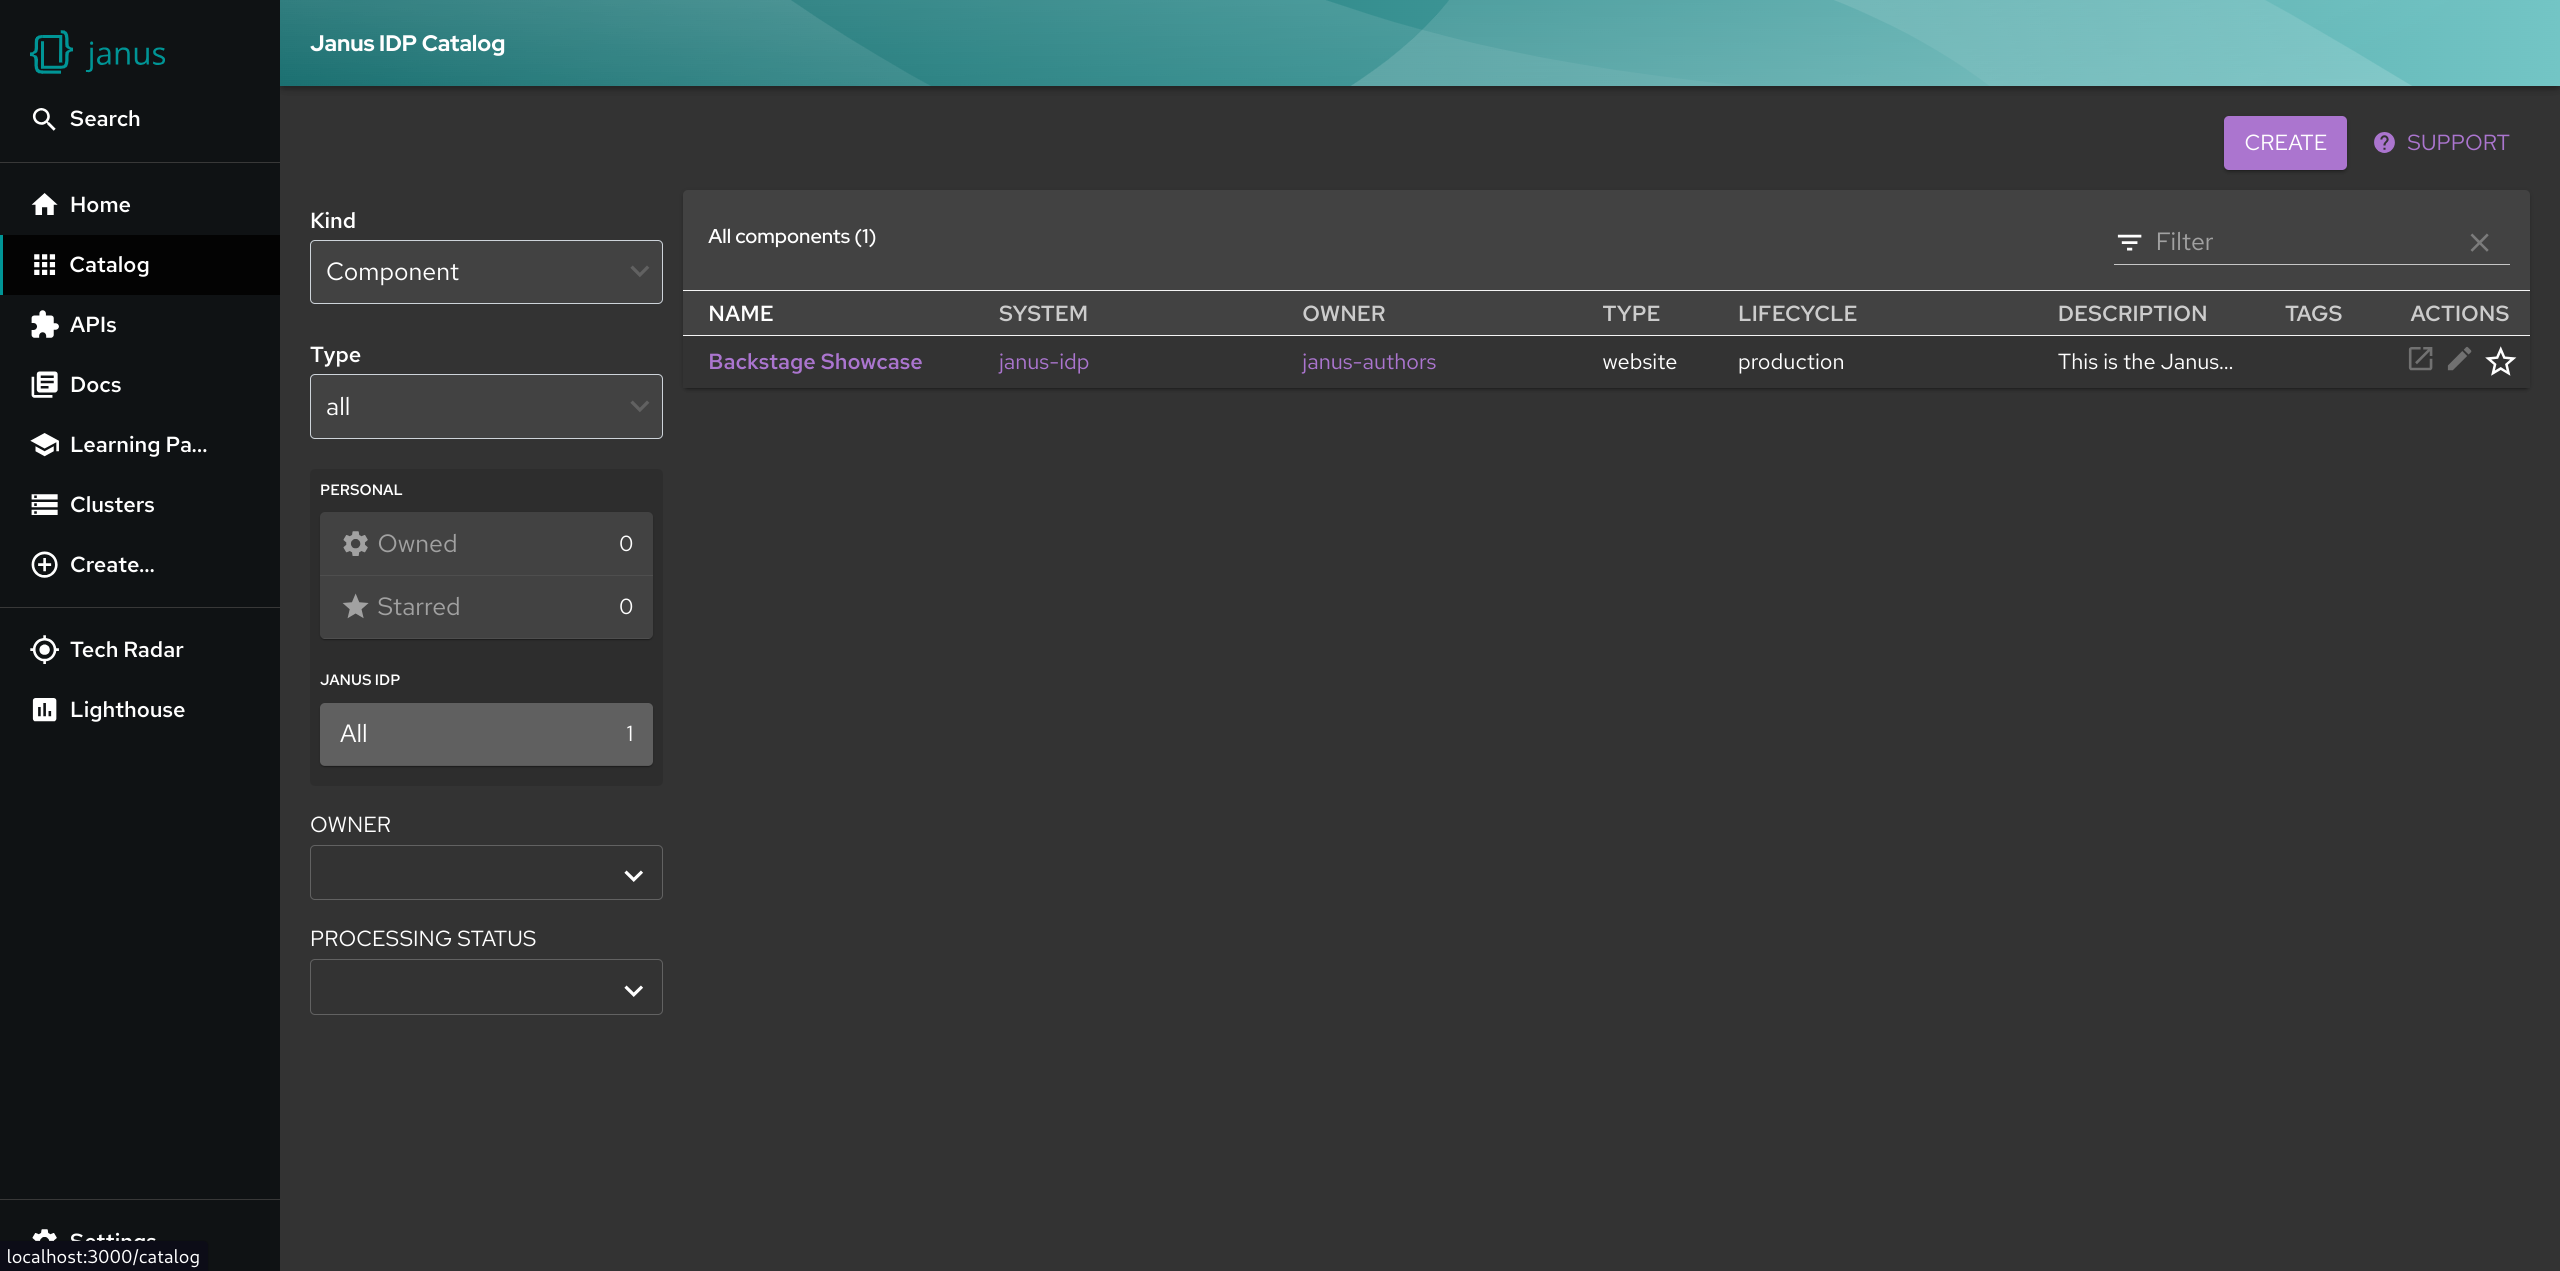 janus
Search
Home
Catalog
APIs
Docs
Learning Pa...
Clusters
Create...
Tech Radar
Lighthouse
Settings
localhost:3000/catalog
Janus IDP Catalog
CREATE
SUPPORT
Kind
Component
Type
all
PERSONAL
Owned 0
Starred 0
JANUS IDP
All 1
OWNER
PROCESSING STATUS
All components (1)
Filter
NAME SYSTEM OWNER TYPE LIFECYCLE DESCRIPTION TAGS ACTIONS
Backstage Showcase janus-idp janus-authors website production This is the Janus...